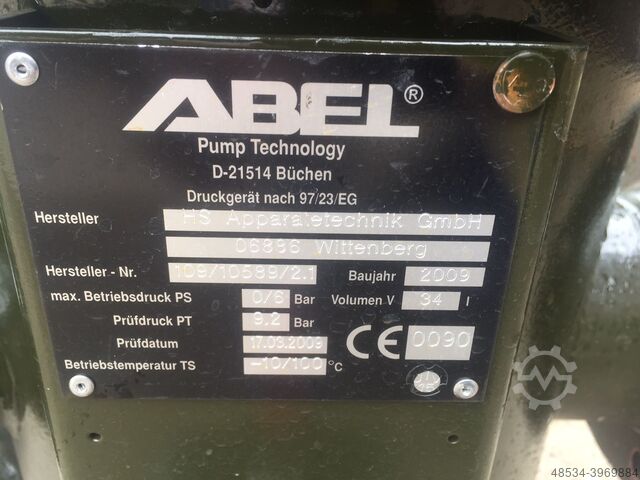 ABEL®
Pump Technology
D-21514 Büchen
Druckgerät nach 97/23/EG
Hersteller HS Apparatetechnik GmbH
06896 Wittenberg
Hersteller - Nr. 109/10589/2.1 Baujahr 2009
max. Betriebsdruck PS 0/6 Bar Volumen V 34 l
Prüfdruck PT 9.2 Bar
Prüfdatum 17.09.2009 CE 0090
Betriebstemperatur TS -10/100 °C
48534-3969884